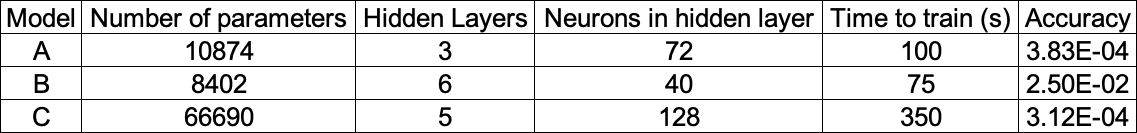 Model Number of parameters Hidden Layers Neurons in hidden layer Time to train (s) Accuracy
A 10874 3 72 100 3.83E-04
B 8402 6 40 75 2.50E-02
C 66690 5 128 350 3.12E-04